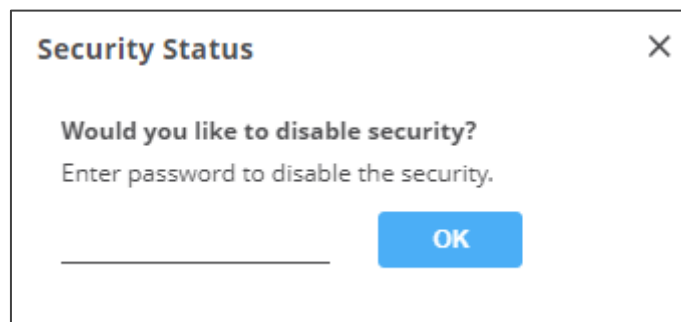 Security Status
Would you like to disable security?
Enter password to disable the security.
OK